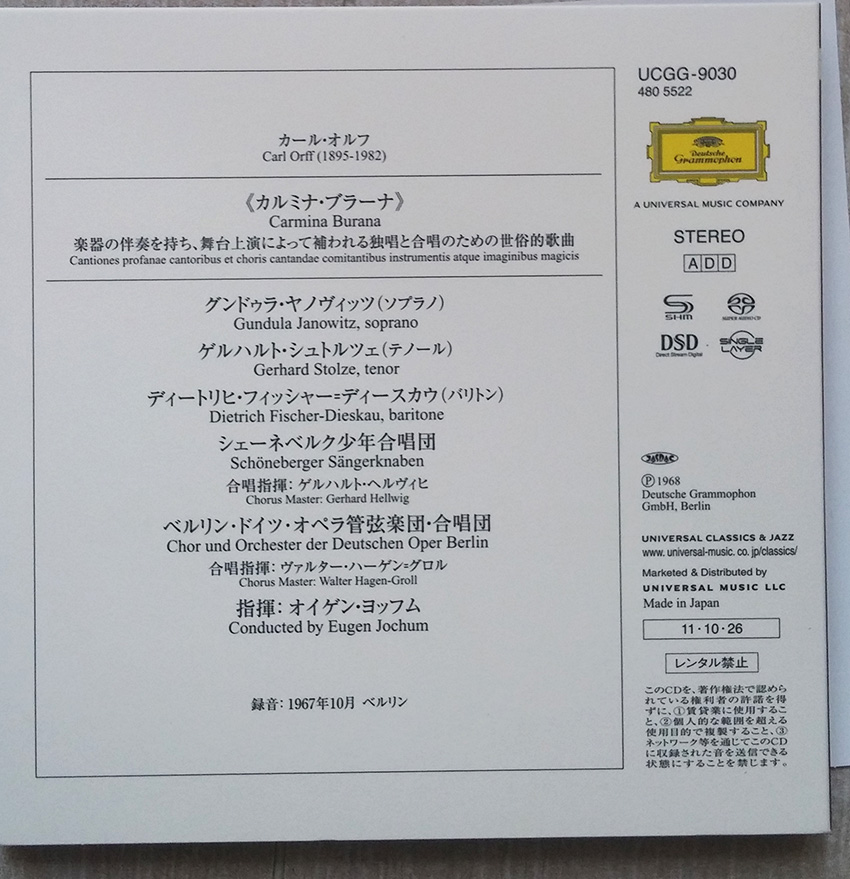 カール・オルフ
Carl Orff (1895-1982)
《カルミナ・ブラーナ》
Carmina Burana
楽器の伴奏を持ち、舞台上演によって補われる独唱と合唱のための世俗的歌曲
Cantiones profanae cantoribus et choris cantandae comitantibus instrumentis atque imaginibus magicis
グンドゥラ・ヤノヴィッツ(ソプラノ)
Gundula Janowitz, soprano
ゲルハルト・シュトルツェ(テノール)
Gerhard Stolze, tenor
ディートリヒ・フィッシャー=ディースカウ(バリトン)
Dietrich Fischer-Dieskau, baritone
シェーネベルク少年合唱団
Schöneberger Sängerknaben
合唱指揮: ゲルハルト・ヘルヴィヒ
Chorus Master: Gerhard Hellwig
ベルリン・ドイツ・オペラ管弦楽団・合唱団
Chor und Orchester der Deutschen Oper Berlin
合唱指揮: ヴァルター・ハーゲン=グロル
Chorus Master: Walter Hagen-Groll
指揮: オイゲン・ヨッフム
Conducted by Eugen Jochum
録音: 1967年10月 ベルリン
UCGG-9030
480 5522
Deutsche
Grammophon
A UNIVERSAL MUSIC COMPANY
STEREO
ADD
SHM
SUPER AUDIO CD
DSD
Direct Stream Digital
SINGLE
LAYER
JASRAC
Ⓟ1968
Deutsche Grammophon
GmbH, Berlin
UNIVERSAL CLASSICS & JAZZ
www. universal-music. co. jp/classics/
Marketed & Distributed by
UNIVERSAL MUSIC LLC
Made in Japan
11・10・26
レンタル禁止
このCDを、著作権法で認めら
れている権利者の許諾を得
ずに、①賃貸業に使用するこ
と、②個人的な範囲を超える
使用目的で複製すること、③
ネットワーク等を通じてこのCD
に収録された音を送信できる
状態にすることを禁じます。